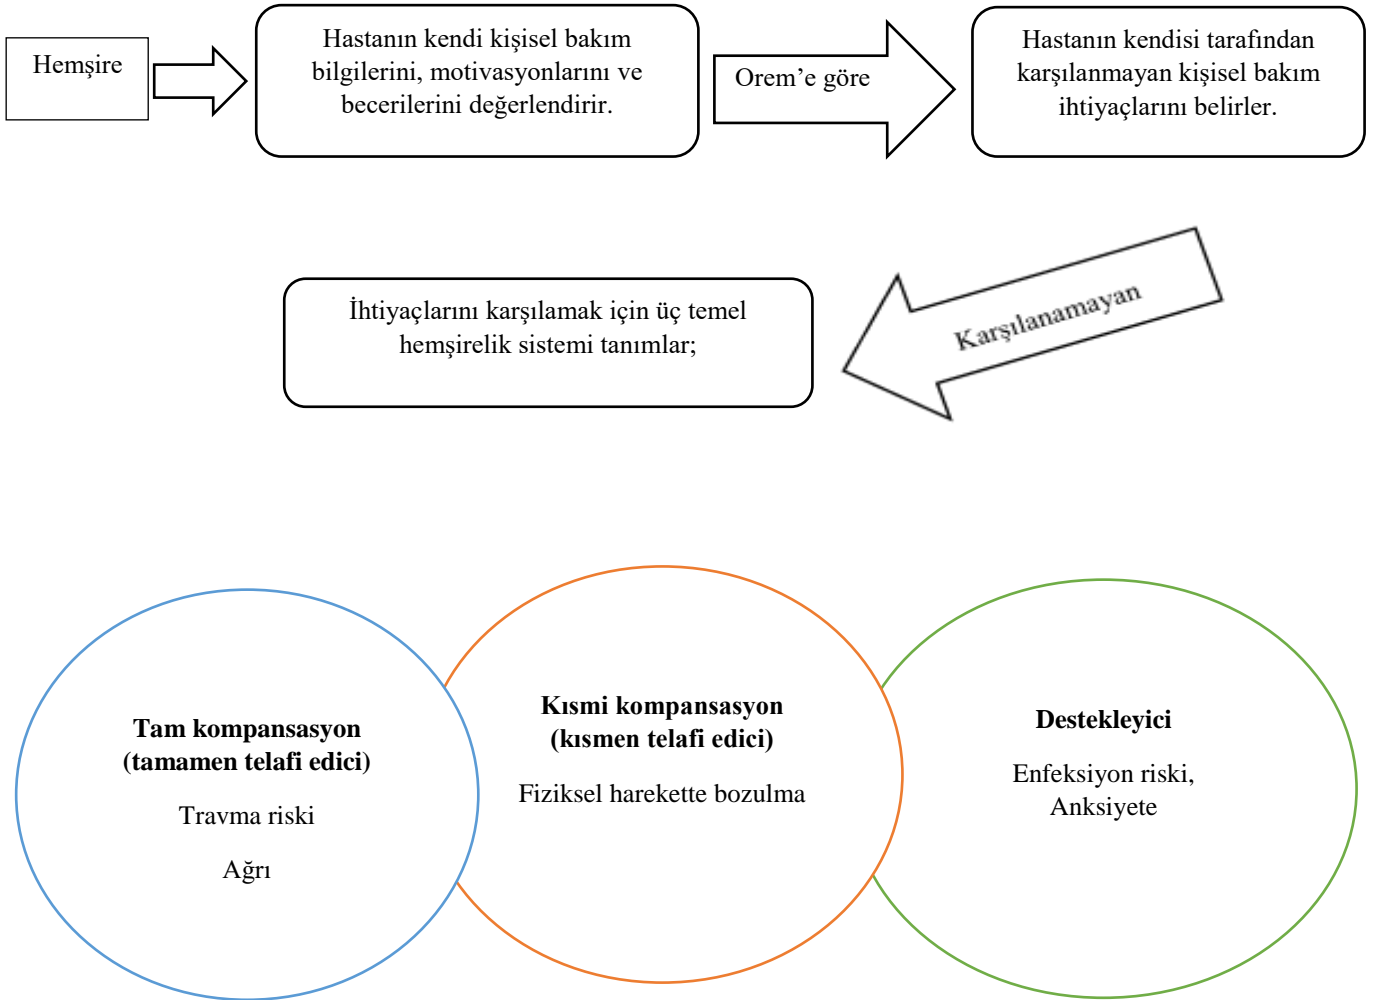 Hemşire
Hastanın kendi kişisel bakım
bilgilerini, motivasyonlarını ve
becerilerini değerlendirir.
Orem’e göre
Hastanın kendisi tarafından
karşılanmayan kişisel bakım
ihtiyaçlarını belirler.
Karşılanamayan
İhtiyaçlarını karşılamak için üç temel
hemşirelik sistemi tanımlar;
Tam kompansasyon
(tamamen telafi edici)
Travma riski
Ağrı
Kısmi kompansasyon
(kısmen telafi edici)
Fiziksel harekette bozulma
Destekleyici
Enfeksiyon riski,
Anksiyete